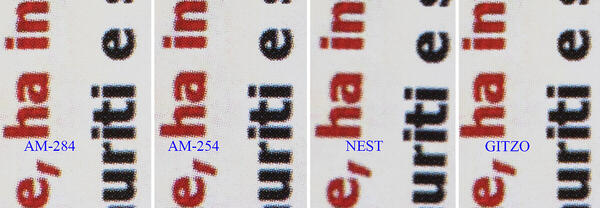 e, ha in
uriti e s
AM-284
e, ha in
uriti e s
AM-254
e, ha in
uriti e s
NEST
e, ha in
uriti e s
GITZO